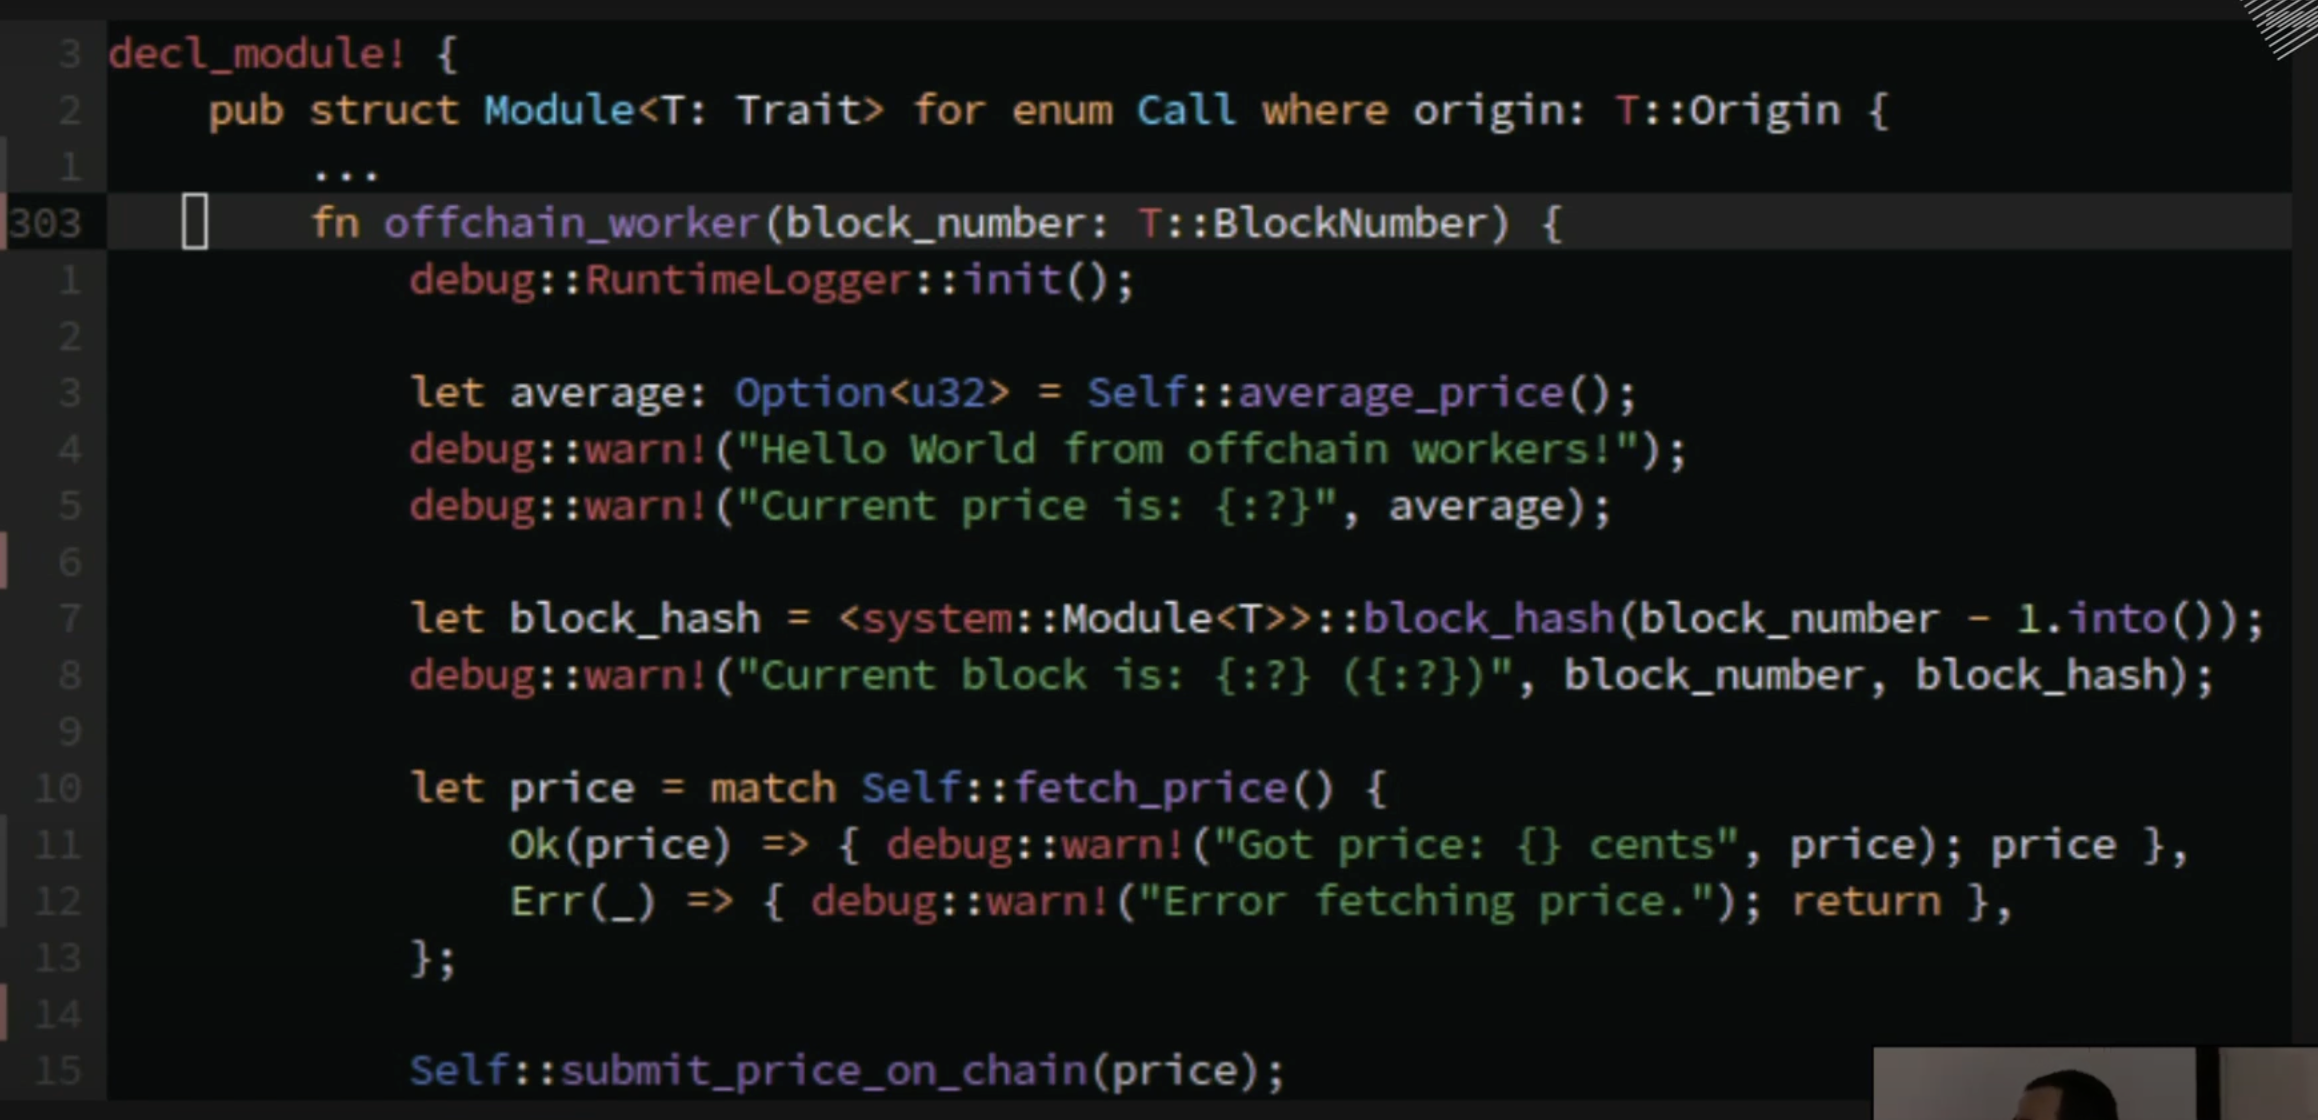 3 decl_module! {
2     pub struct Module<T: Trait> for enum Call where origin: T::Origin {
1         ...
303         fn offchain_worker(block_number: T::BlockNumber) {
1             debug::RuntimeLogger::init();
2
3             let average: Option<u32> = Self::average_price();
4             debug::warn!("Hello World from offchain workers!");
5             debug::warn!("Current price is: {:?}", average);
6
7             let block_hash = <system::Module<T>>::block_hash(block_number - 1.into());
8             debug::warn!("Current block is: {:?} ({:?})", block_number, block_hash);
9
10             let price = match Self::fetch_price() {
11                 Ok(price) => { debug::warn!("Got price: {} cents", price); price },
12                 Err(_) => { debug::warn!("Error fetching price."); return },
13             };
14
15             Self::submit_price_on_chain(price);